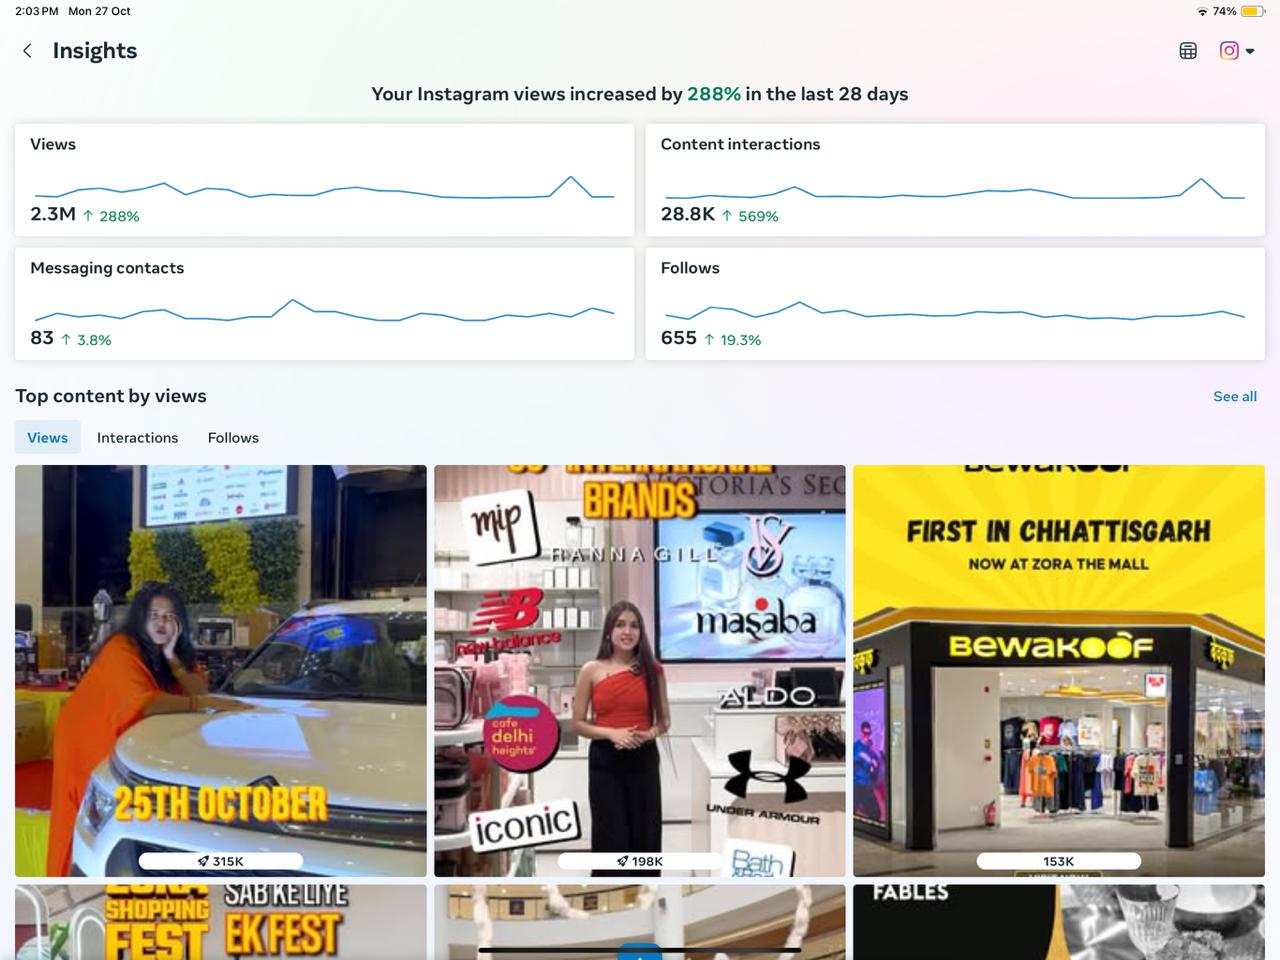 2:03 PM Mon 27 Oct
74%
Insights
Your Instagram views increased by 288% in the last 28 days
Views
2.3M ↑ 288%
Content interactions
28.8K ↑ 569%
Messaging contacts
83 ↑ 3.8%
Follows
655 ↑ 19.3%
Top content by views
See all
Views Interactions Follows
25TH OCTOBER
315K
INTERNATIONAL
BRANDS
VICTORIA'S SEC
mip
RANNA GILL
VS
new balance
masaba
ALDO
cafe
delhi
heights
UNDER ARMOUR
iconic
Bath
198K
BEWAKOOF
FIRST IN CHHATTISGARH
NOW AT ZORA THE MALL
BEWAKOOF
153K
VISIT NOW
ZORA
SHOPPING
FEST
SAB KE LIYE
EK FEST
FABLES